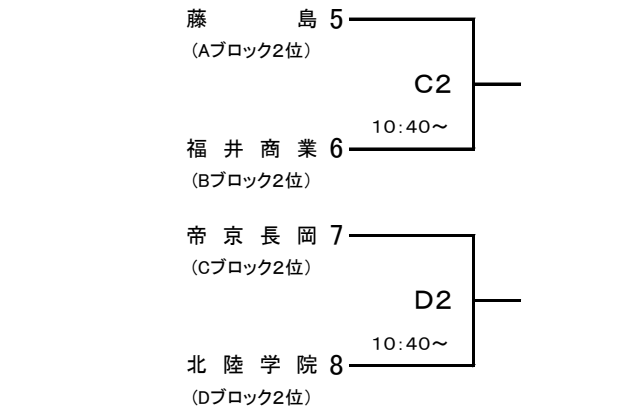 藤島 5
(Aブロック2位)
C2
10:40～
福井商業 6
(Bブロック2位)
帝京長岡 7
(Cブロック2位)
D2
10:40～
北陸学院 8
(Dブロック2位)